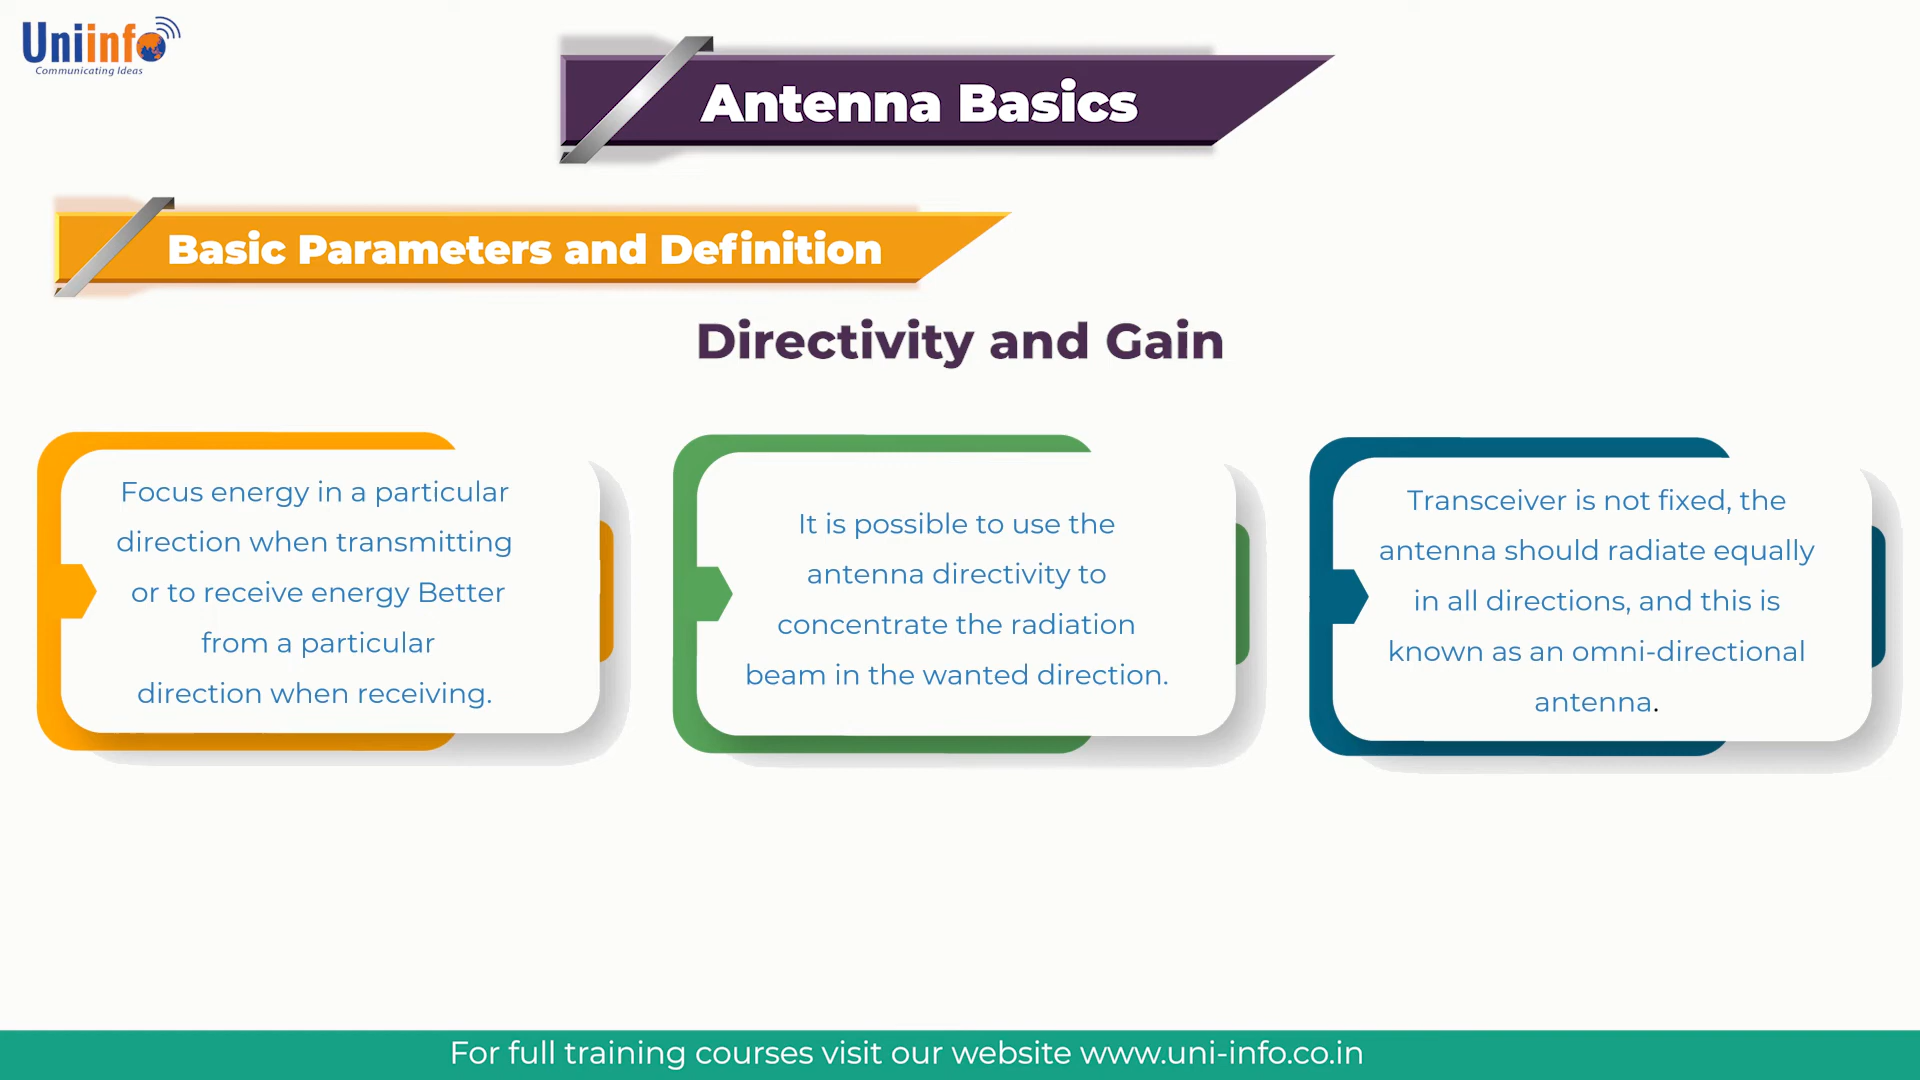 Uniinfo
Communicating Ideas
Antenna Basics
Basic Parameters and Definition
Directivity and Gain
Focus energy in a particular
direction when transmitting
or to receive energy Better
from a particular
direction when receiving.
It is possible to use the
antenna directivity to
concentrate the radiation
beam in the wanted direction.
Transceiver is not fixed, the
antenna should radiate equally
in all directions, and this is
known as an omni-directional
antenna.
For full training courses visit our website www.uni-info.co.in